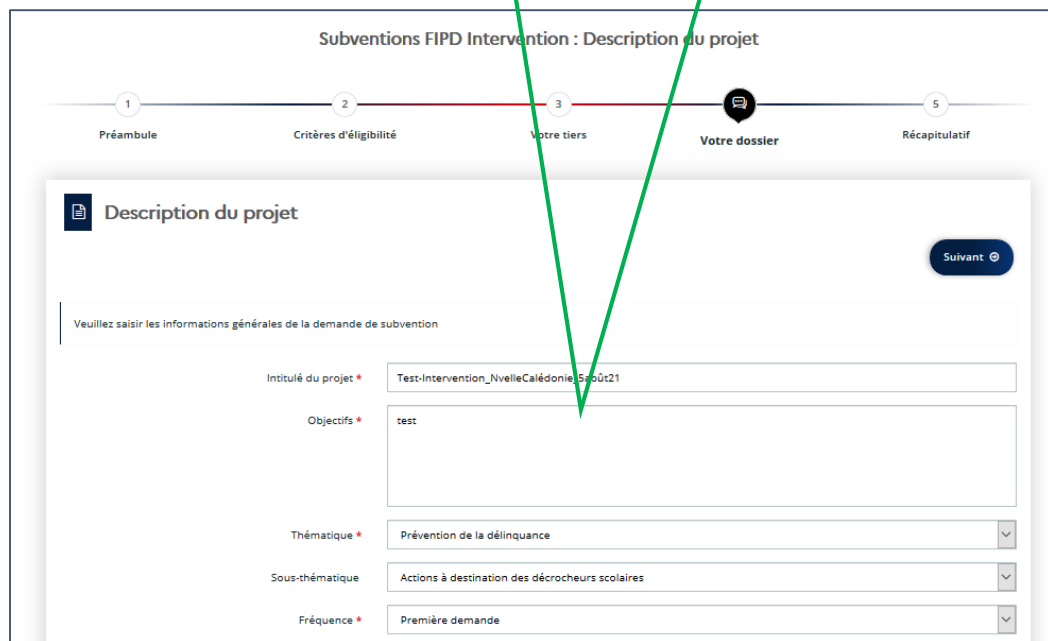 Subventions FIPD Intervention : Description du projet
1 2 3 5
Préambule Critères d'éligibilité Votre tiers Votre dossier Récapitulatif
Description du projet
Suivant
Veuillez saisir les informations générales de la demande de subvention
Intitulé du projet * Test-Intervention_NvelleCalédonie_5août21
Objectifs * test
Thématique * Prévention de la délinquance
Sous-thématique Actions à destination des décrocheurs scolaires
Fréquence * Première demande